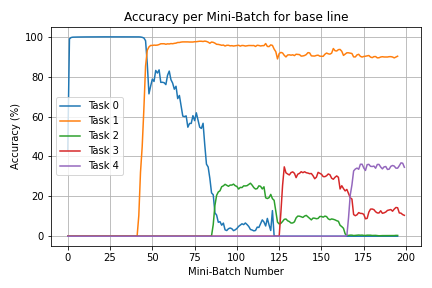 Accuracy per Mini-Batch for base line
Accuracy (%)
100
80
60
40
20
0
Task 0
Task 1
Task 2
Task 3
Task 4
0 25 50 75 100 125 150 175 200
Mini-Batch Number